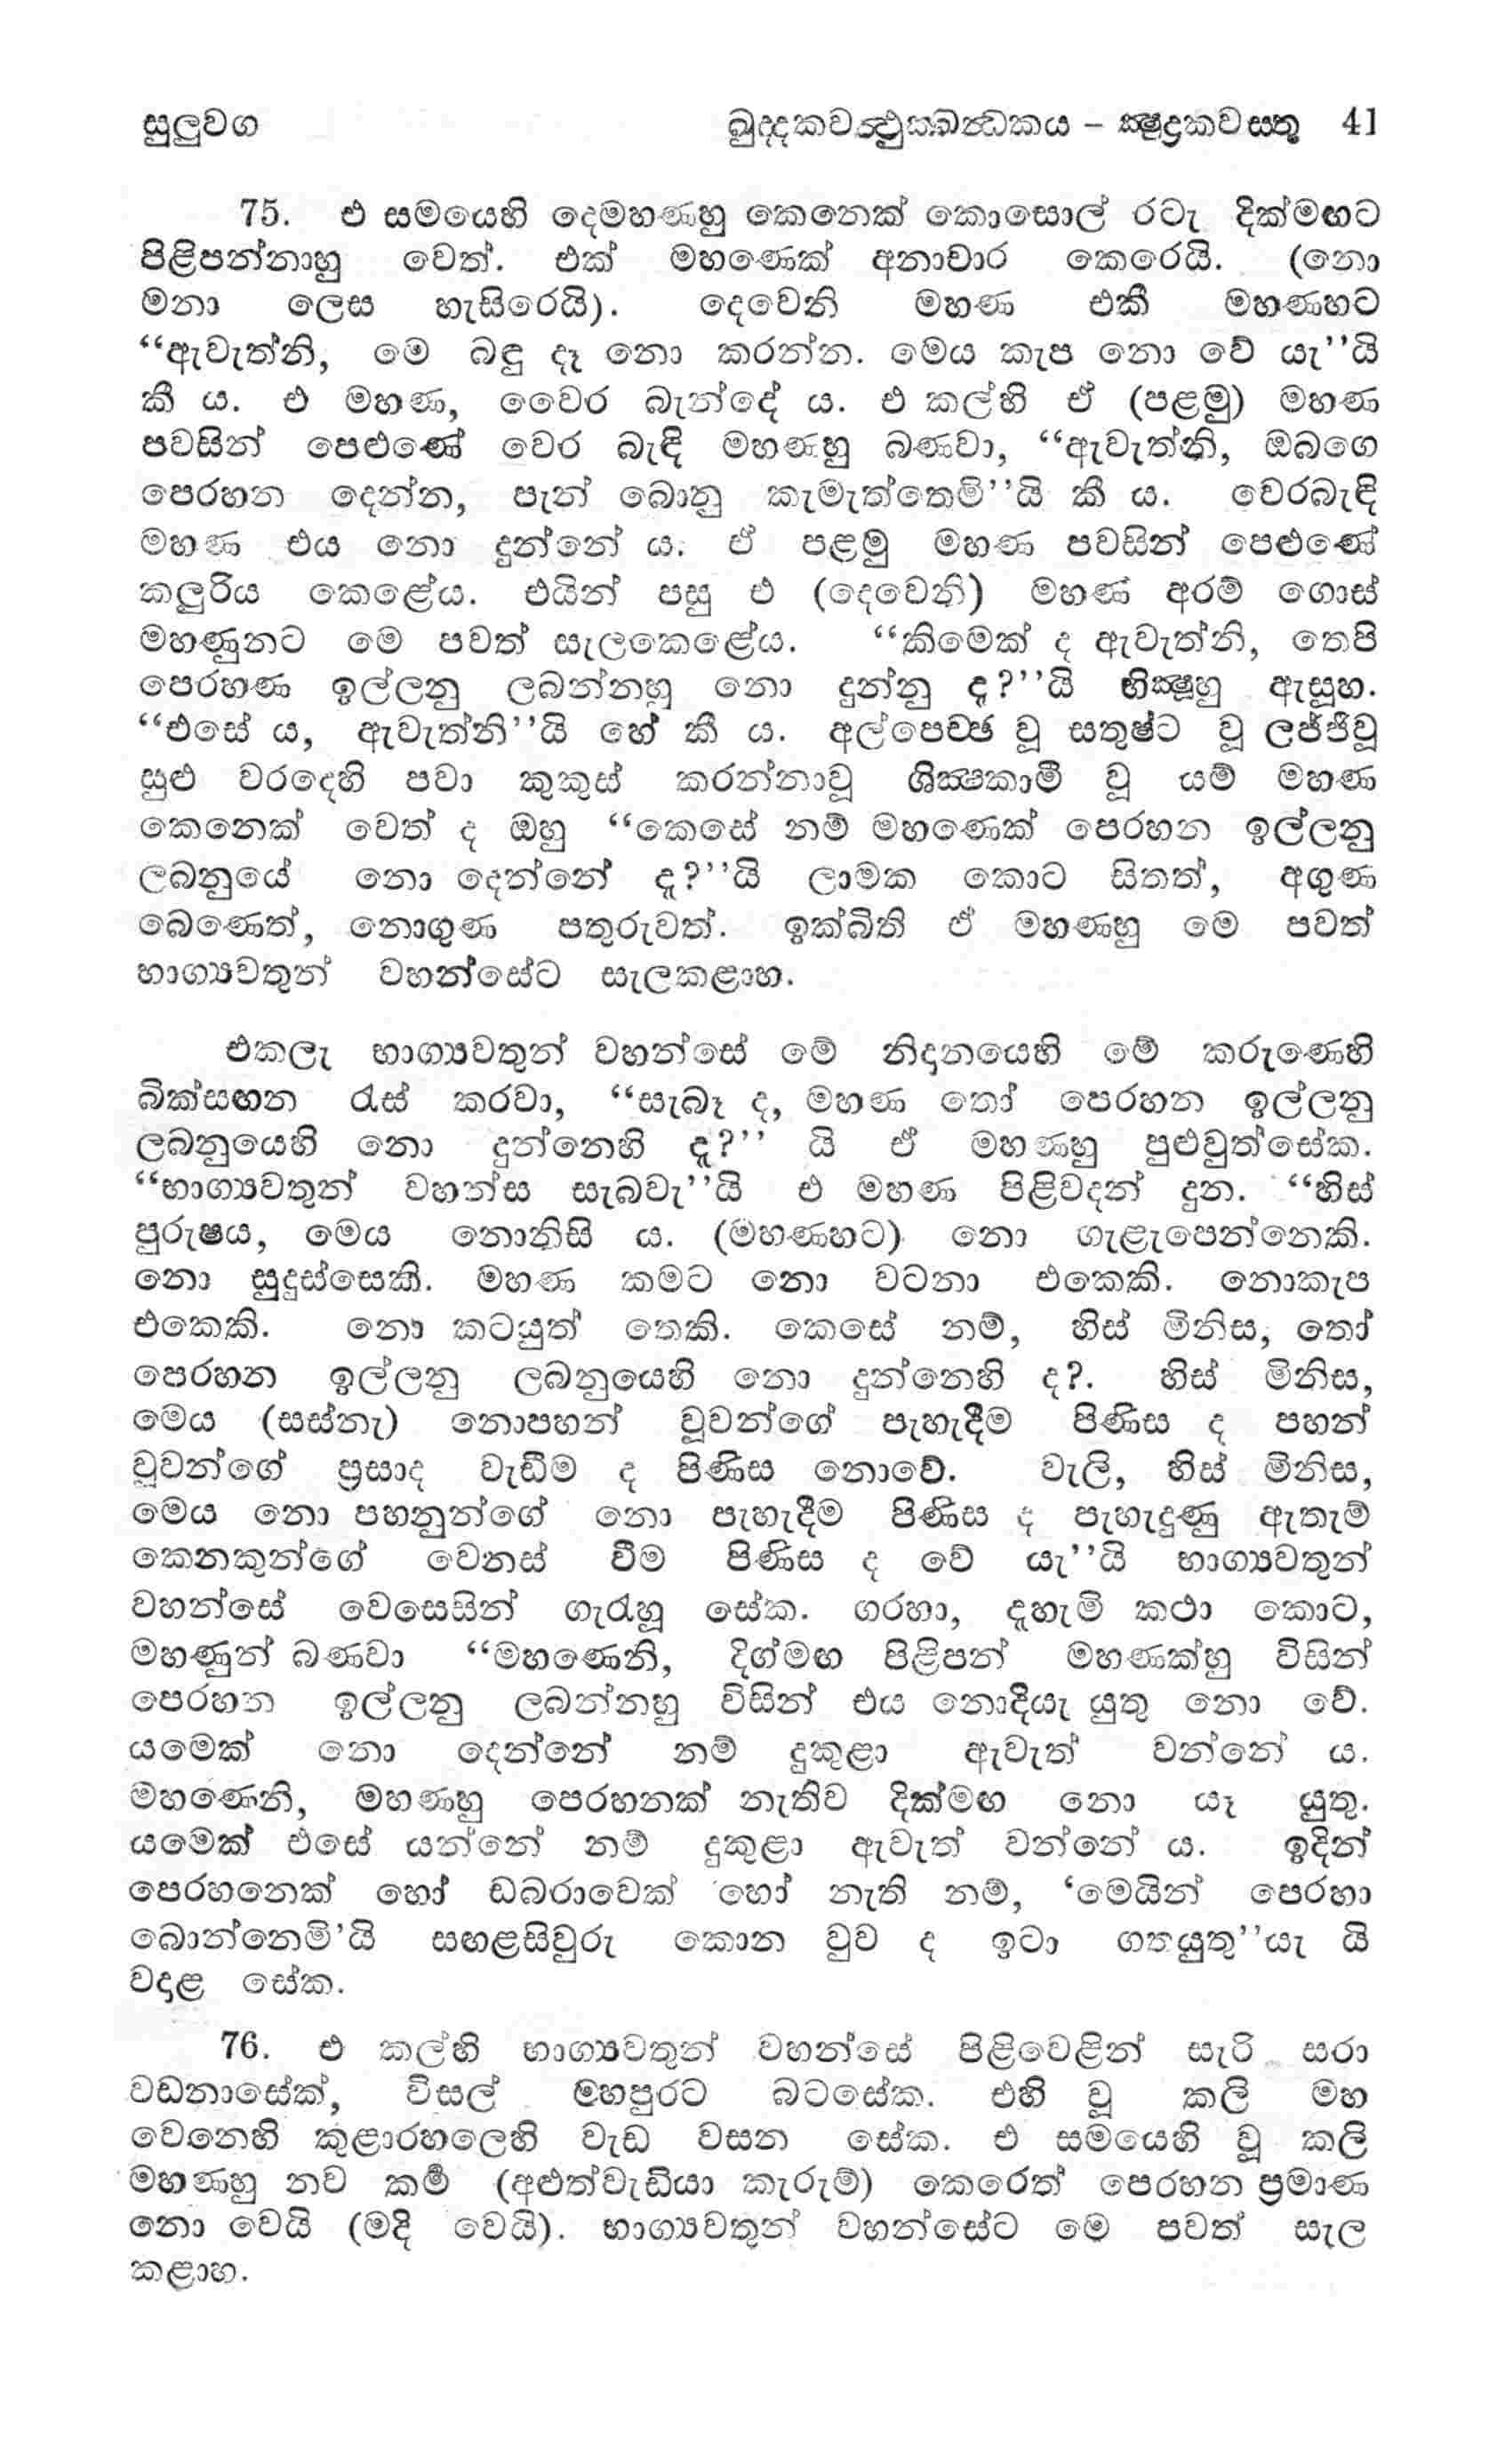 සුලුවග ඛුද්දකවත්ථුක්ඛන්ධකය – ක්ෂුද්‍රකවස්තු 41
75. එ සමයෙහි දෙමහණහු කෙනෙක් කොසොල් රටැ දික්මඟට
පිළිපන්නාහු වෙත්. එක් මහණෙක් අනාචාර කෙරෙයි. (නො
මනා ලෙස හැසිරෙයි). දෙවෙනි මහණ එකී මහණහට
“ඇවැත්නි, මෙ බඳු දෑ නො කරන්න. මෙය කැප නො වේ යැ”යි
කී ය. එ මහණ, වෛර බැන්දේ ය. එ කල්හි ඒ (පළමු) මහණ
පවසින් පෙළුණේ වෙර බැඳි මහණහු බණවා, “ඇවැත්නි, ඔබගෙ
පෙරහන දෙන්න, පැන් බොනු කැමැත්තෙමි”යි කී ය. වෙරබැඳි
මහණ එය නො දුන්නේ ය. ඒ පළමු මහණ පවසින් පෙළුණේ
කලුරිය කෙළේය. එයින් පසු එ (දෙවෙනි) මහණ අරම් ගොස්
මහණුනට මෙ පවත් සැලකෙළේය. “කිමෙක් ද ඇවැත්නි, තෙපි
පෙරහණ ඉල්ලනු ලබන්නහු නො දුන්නු ද?”යි භික්ෂූහු ඇසූහ.
“එසේ ය, ඇවැත්නි”යි හේ කී ය. අල්පෙච්ඡ වූ සතුෂ්ට වූ ලජ්ජීවූ
සුළු වරදෙහි පවා කුකුස් කරන්නාවූ ශික්ෂකාමී වූ යම් මහණ
කෙනෙක් වෙත් ද ඔහු “කෙසේ නම් මහණෙක් පෙරහන ඉල්ලනු
ලබනුයේ නො දෙන්නේ ද?”යි ලාමක කොට සිතත්, අගුණ
බෙණෙත්, නොගුණ පතුරුවත්. ඉක්බිති ඒ මහණහු මෙ පවත්
භාග්‍යවතුන් වහන්සේට සැලකළාහ.
එකලැ භාග්‍යවතුන් වහන්සේ මේ නිදානයෙහි මේ කරුණෙහි
බික්සඟන රැස් කරවා, “සැබෑ ද, මහණ තෝ පෙරහන ඉල්ලනු
ලබනුයෙහි නො දුන්නෙහි ද?” යි ඒ මහණහු පුළුවුත්සේක.
“භාග්‍යවතුන් වහන්ස සැබවැ”යි එ මහණ පිළිවදන් දුන. “හිස්
පුරුෂය, මෙය නොනිසි ය. (මහණහට) නො ගැළැපෙන්නෙකි.
නො සුදුස්සෙකි. මහණ කමට නො වටනා එකෙකි. නොකැප
එකෙකි. නො කටයුත් තෙකි. කෙසේ නම්, හිස් මිනිස, තෝ
පෙරහන ඉල්ලනු ලබනුයෙහි නො දුන්නෙහි ද?. හිස් මිනිස,
මෙය (සස්නැ) නොපහන් වූවන්ගේ පැහැදීම පිණිස ද පහන්
වූවන්ගේ ප්‍රසාද වැඩීම ද පිණිස නොවේ. වැලි, හිස් මිනිස,
මෙය නො පහනුන්ගේ නො පැහැදීම පිණිස ද පැහැදුණු ඇතැම්
කෙනකුන්ගේ වෙනස් වීම පිණිස ද වේ යැ”යි භාග්‍යවතුන්
වහන්සේ වෙසෙසින් ගැරැහූ සේක. ගරහා, දැහැමි කථා කොට,
මහණුන් බණවා “මහණෙනි, දිග්මඟ පිළිපන් මහණක්හු විසින්
පෙරහන ඉල්ලනු ලබන්නහු විසින් එය නොදියැ යුතු නො වේ.
යමෙක් නො දෙන්නේ නම් දුකුළා ඇවැත් වන්නේ ය.
මහණෙනි, මහණහු පෙරහනක් නැතිව දික්මඟ නො යෑ යුතු.
යමෙක් එසේ යන්නේ නම් දුකුළා ඇවැත් වන්නේ ය. ඉදින්
පෙරහනෙක් හෝ ඩබරාවෙක් හෝ නැති නම්, ‘මෙයින් පෙරහා
බොන්නෙමි’යි සඟළසිවුරු කොන වුව ද ඉටා ගතයුතු”යැ යි
වදාළ සේක.
76. එ කල්හි භාග්‍යවතුන් වහන්සේ පිළිවෙළින් සැරි සරා
වඩනාසේක්, විසල් මහපුරට බටසේක. එහි වූ කලි මහ
වෙනෙහි කුළාරහලෙහි වැඩ වසන සේක. එ සමයෙහි වූ කලි
මහණහු නව කර්ම (අළුත්වැඩියා කැරුම්) කෙරෙත් පෙරහන ප්‍රමාණ
නො වෙයි (මදි වෙයි). භාග්‍යවතුන් වහන්සේට මෙ පවත් සැල
කළාහ.